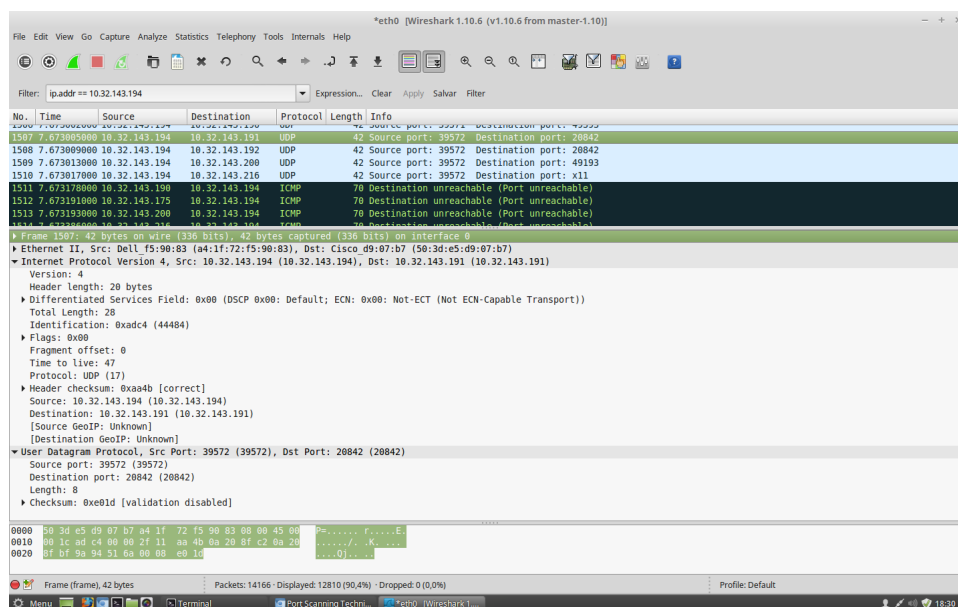 *eth0 [Wireshark 1.10.6 (v1.10.6 from master-1.10)]
File Edit View Go Capture Analyze Statistics Telephony Tools Internals Help
Filter: ip.addr == 10.32.143.194 Expression... Clear Apply Salvar Filter
No. Time Source Destination Protocol Length Info
1507 7.673005000 10.32.143.194 10.32.143.191 UDP 42 Source port: 39572 Destination port: 20842
1508 7.673009000 10.32.143.194 10.32.143.192 UDP 42 Source port: 39572 Destination port: 20842
1509 7.673013000 10.32.143.194 10.32.143.200 UDP 42 Source port: 39572 Destination port: 49193
1510 7.673017000 10.32.143.194 10.32.143.216 UDP 42 Source port: 39572 Destination port: x11
1511 7.673178000 10.32.143.190 10.32.143.194 ICMP 70 Destination unreachable (Port unreachable)
1512 7.673191000 10.32.143.175 10.32.143.194 ICMP 70 Destination unreachable (Port unreachable)
1513 7.673193000 10.32.143.200 10.32.143.194 ICMP 70 Destination unreachable (Port unreachable)
Frame 1507: 42 bytes on wire (336 bits), 42 bytes captured (336 bits) on interface 0
Ethernet II, Src: Dell_f5:90:83 (a4:1f:72:f5:90:83), Dst: Cisco_d9:07:b7 (50:3d:e5:d9:07:b7)
Internet Protocol Version 4, Src: 10.32.143.194 (10.32.143.194), Dst: 10.32.143.191 (10.32.143.191)
Version: 4
Header length: 20 bytes
Differentiated Services Field: 0x00 (DSCP 0x00: Default; ECN: 0x00: Not-ECT (Not ECN-Capable Transport))
Total Length: 28
Identification: 0xadc4 (44484)
Flags: 0x00
Fragment offset: 0
Time to live: 47
Protocol: UDP (17)
Header checksum: 0xaa4b [correct]
Source: 10.32.143.194 (10.32.143.194)
Destination: 10.32.143.191 (10.32.143.191)
[Source GeoIP: Unknown]
[Destination GeoIP: Unknown]
User Datagram Protocol, Src Port: 39572 (39572), Dst Port: 20842 (20842)
Source port: 39572 (39572)
Destination port: 20842 (20842)
Length: 8
Checksum: 0xe01d [validation disabled]
0000 50 3d e5 d9 07 b7 a4 1f 72 f5 90 83 08 00 45 00 P=...... r.....E.
0010 00 1c ad c4 00 00 2f 11 aa 4b 0a 20 8f c2 0a 20 ....../. .K. ...
0020 8f bf 9a 94 51 6a 00 08 e0 1d ....Qj.. ..
Frame (frame), 42 bytes Packets: 14166 · Displayed: 12810 (90,4%) · Dropped: 0 (0,0%) Profile: Default
Menu Terminal Port Scanning Techni... *eth0 [Wireshark 1.... 18:30